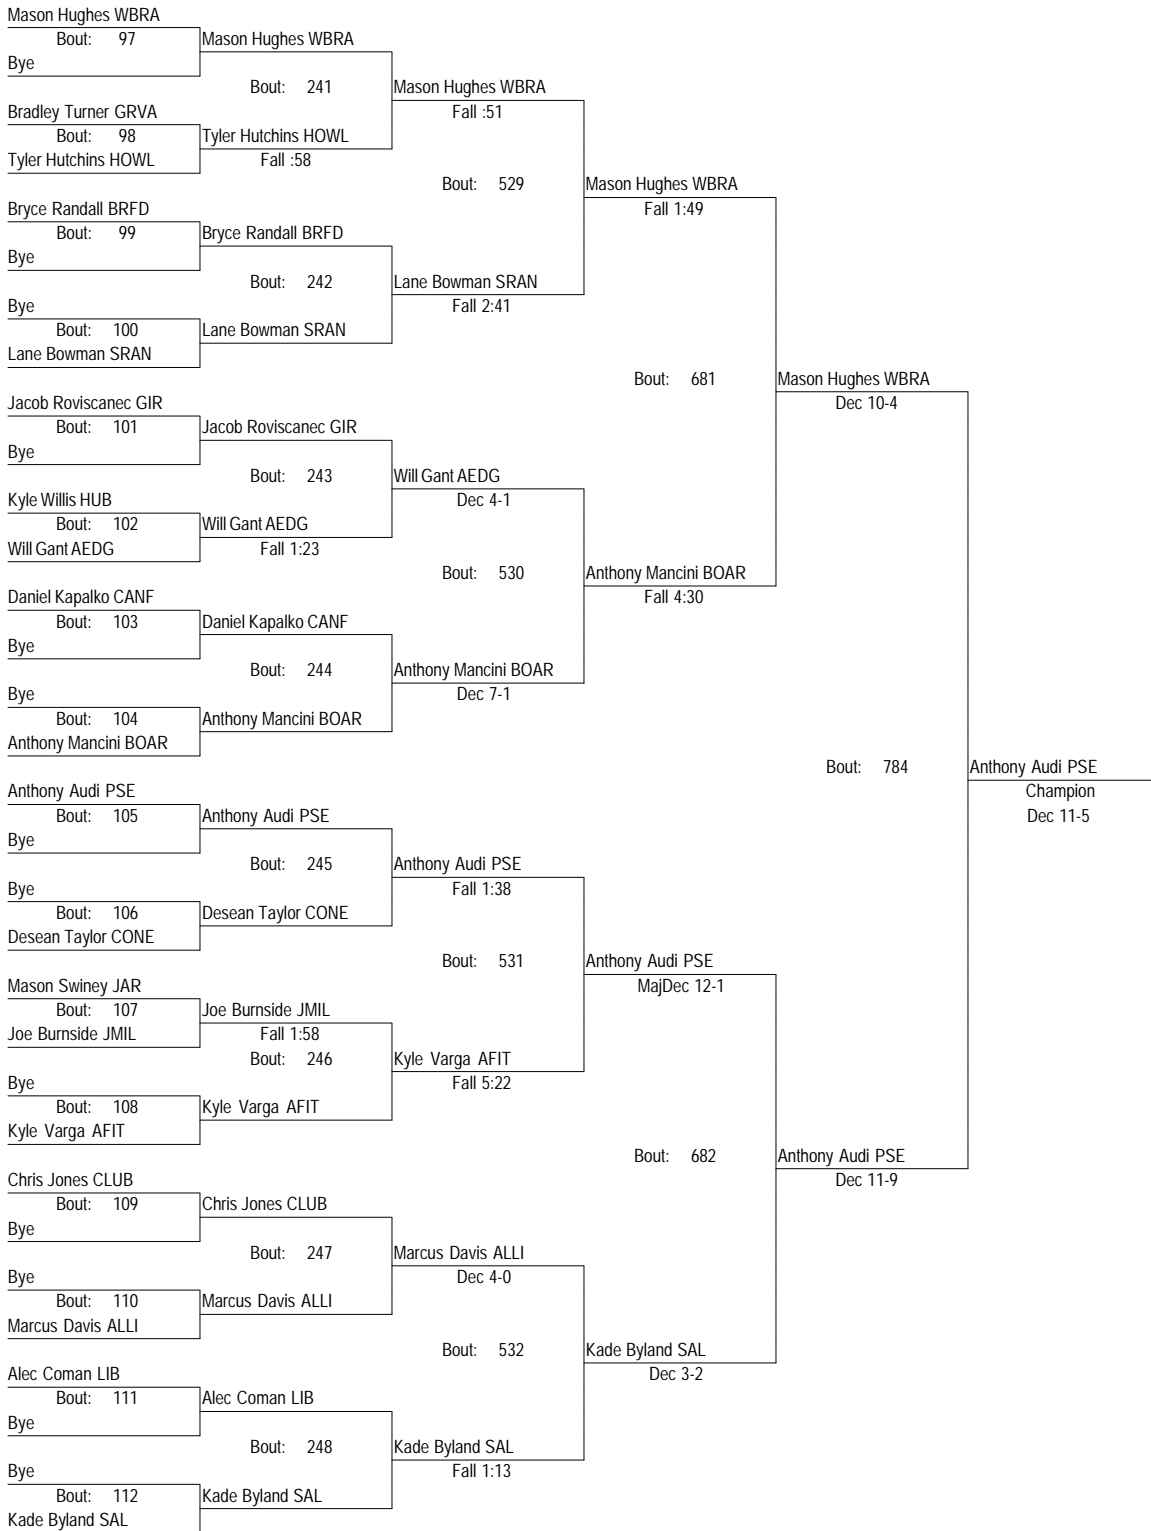 Mason Hughes WBRA
Bout: 97
Mason Hughes WBRA
Bye
Bout: 241
Mason Hughes WBRA
Bradley Turner GRVA
Fall :51
Bout: 98
Tyler Hutchins HOWL
Tyler Hutchins HOWL
Fall :58
Bout: 529
Mason Hughes WBRA
Bryce Randall BRFD
Fall 1:49
Bout: 99
Bryce Randall BRFD
Bye
Bout: 242
Lane Bowman SRAN
Bye
Fall 2:41
Bout: 100
Lane Bowman SRAN
Lane Bowman SRAN
Bout: 681
Mason Hughes WBRA
Jacob Roviscanec GIR
Dec 10-4
Bout: 101
Jacob Roviscanec GIR
Bye
Bout: 243
Will Gant AEDG
Kyle Willis HUB
Dec 4-1
Bout: 102
Will Gant AEDG
Will Gant AEDG
Fall 1:23
Bout: 530
Anthony Mancini BOAR
Daniel Kapalko CANF
Fall 4:30
Bout: 103
Daniel Kapalko CANF
Bye
Bout: 244
Anthony Mancini BOAR
Bye
Dec 7-1
Bout: 104
Anthony Mancini BOAR
Anthony Mancini BOAR
Bout: 784
Anthony Audi PSE
Anthony Audi PSE
Champion
Bout: 105
Anthony Audi PSE
Dec 11-5
Bye
Bout: 245
Anthony Audi PSE
Bye
Fall 1:38
Bout: 106
Desean Taylor CONE
Desean Taylor CONE
Bout: 531
Anthony Audi PSE
Mason Swiney JAR
MajDec 12-1
Bout: 107
Joe Burnside JMIL
Joe Burnside JMIL
Fall 1:58
Bout: 246
Kyle Varga AFIT
Bye
Fall 5:22
Bout: 108
Kyle Varga AFIT
Kyle Varga AFIT
Bout: 682
Anthony Audi PSE
Chris Jones CLUB
Dec 11-9
Bout: 109
Chris Jones CLUB
Bye
Bout: 247
Marcus Davis ALLI
Bye
Dec 4-0
Bout: 110
Marcus Davis ALLI
Marcus Davis ALLI
Bout: 532
Kade Byland SAL
Alec Coman LIB
Dec 3-2
Bout: 111
Alec Coman LIB
Bye
Bout: 248
Kade Byland SAL
Bye
Fall 1:13
Bout: 112
Kade Byland SAL
Kade Byland SAL